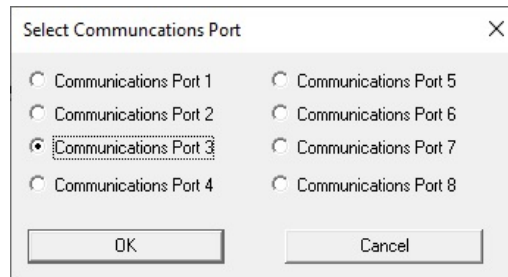 Select Communcations Port
Communications Port 1
Communications Port 2
Communications Port 3
Communications Port 4
Communications Port 5
Communications Port 6
Communications Port 7
Communications Port 8
OK
Cancel